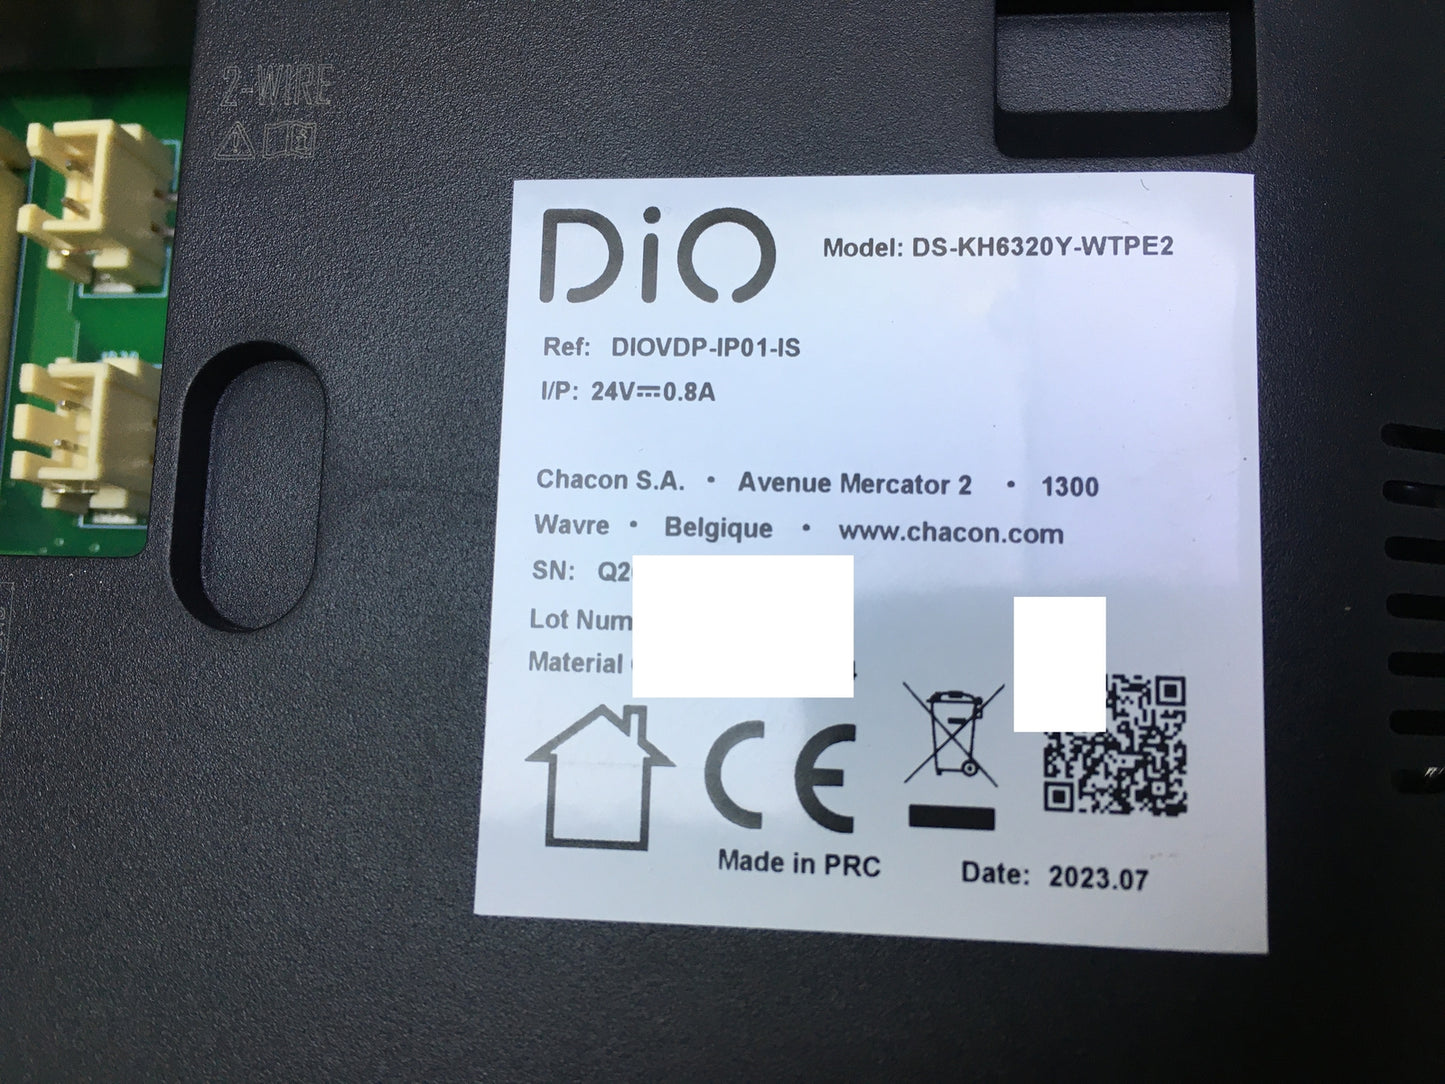 2-WIRE
DiO
Model: DS-KH6320Y-WTPE2
Ref: DIOVDP-IP01-IS
I/P: 24V⎓0.8A
Chacon S.A. • Avenue Mercator 2 • 1300
Wavre • Belgique • www.chacon.com
SN: Q2
Lot Num
Material
CE
Made in PRC
Date: 2023.07